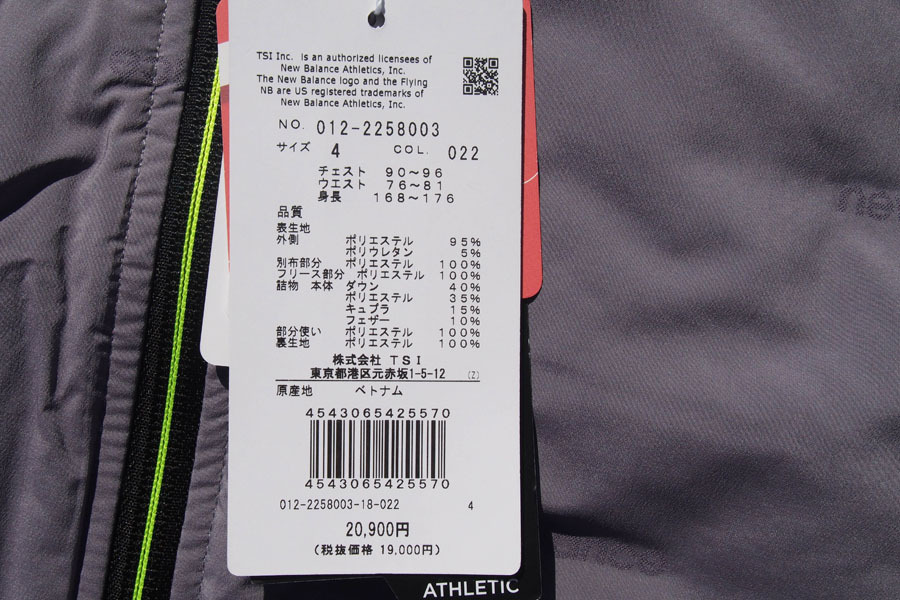 TSI Inc. is an authorized licensees of
New Balance Athletics, Inc.
The New Balance logo and the Flying
NB are US registered trademarks of
New Balance Athletics, Inc.
NO. 012-2258003
サイズ 4 COL. 022
チェスト 90～96
ウエスト 76～81
身長 168～176
品質
表生地
外側 ポリエステル 95%
ポリウレタン 5%
別布部分 ポリエステル 100%
フリース部分 ポリエステル 100%
詰物 本体 ダウン 40%
ポリエステル 35%
キュプラ 15%
フェザー 10%
部分使い ポリエステル 100%
裏生地 ポリエステル 100%
株式会社 TSI
東京都港区元赤坂1-5-12 (Z)
原産地 ベトナム
4543065425570
4543065425570
012-2258003-18-022 4
20,900円
(税抜価格 19,000円)
ATHLETIC
new